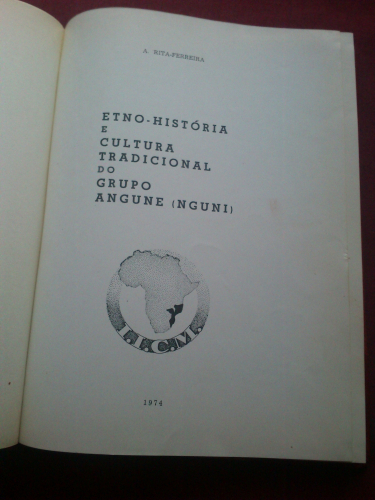 A. RITA-FERREIRA
ETNO-HISTÓRIA
E
CULTURA
TRADICIONAL
DO
GRUPO
ANGUNE (NGUNI)
I.I.C.M.
1974